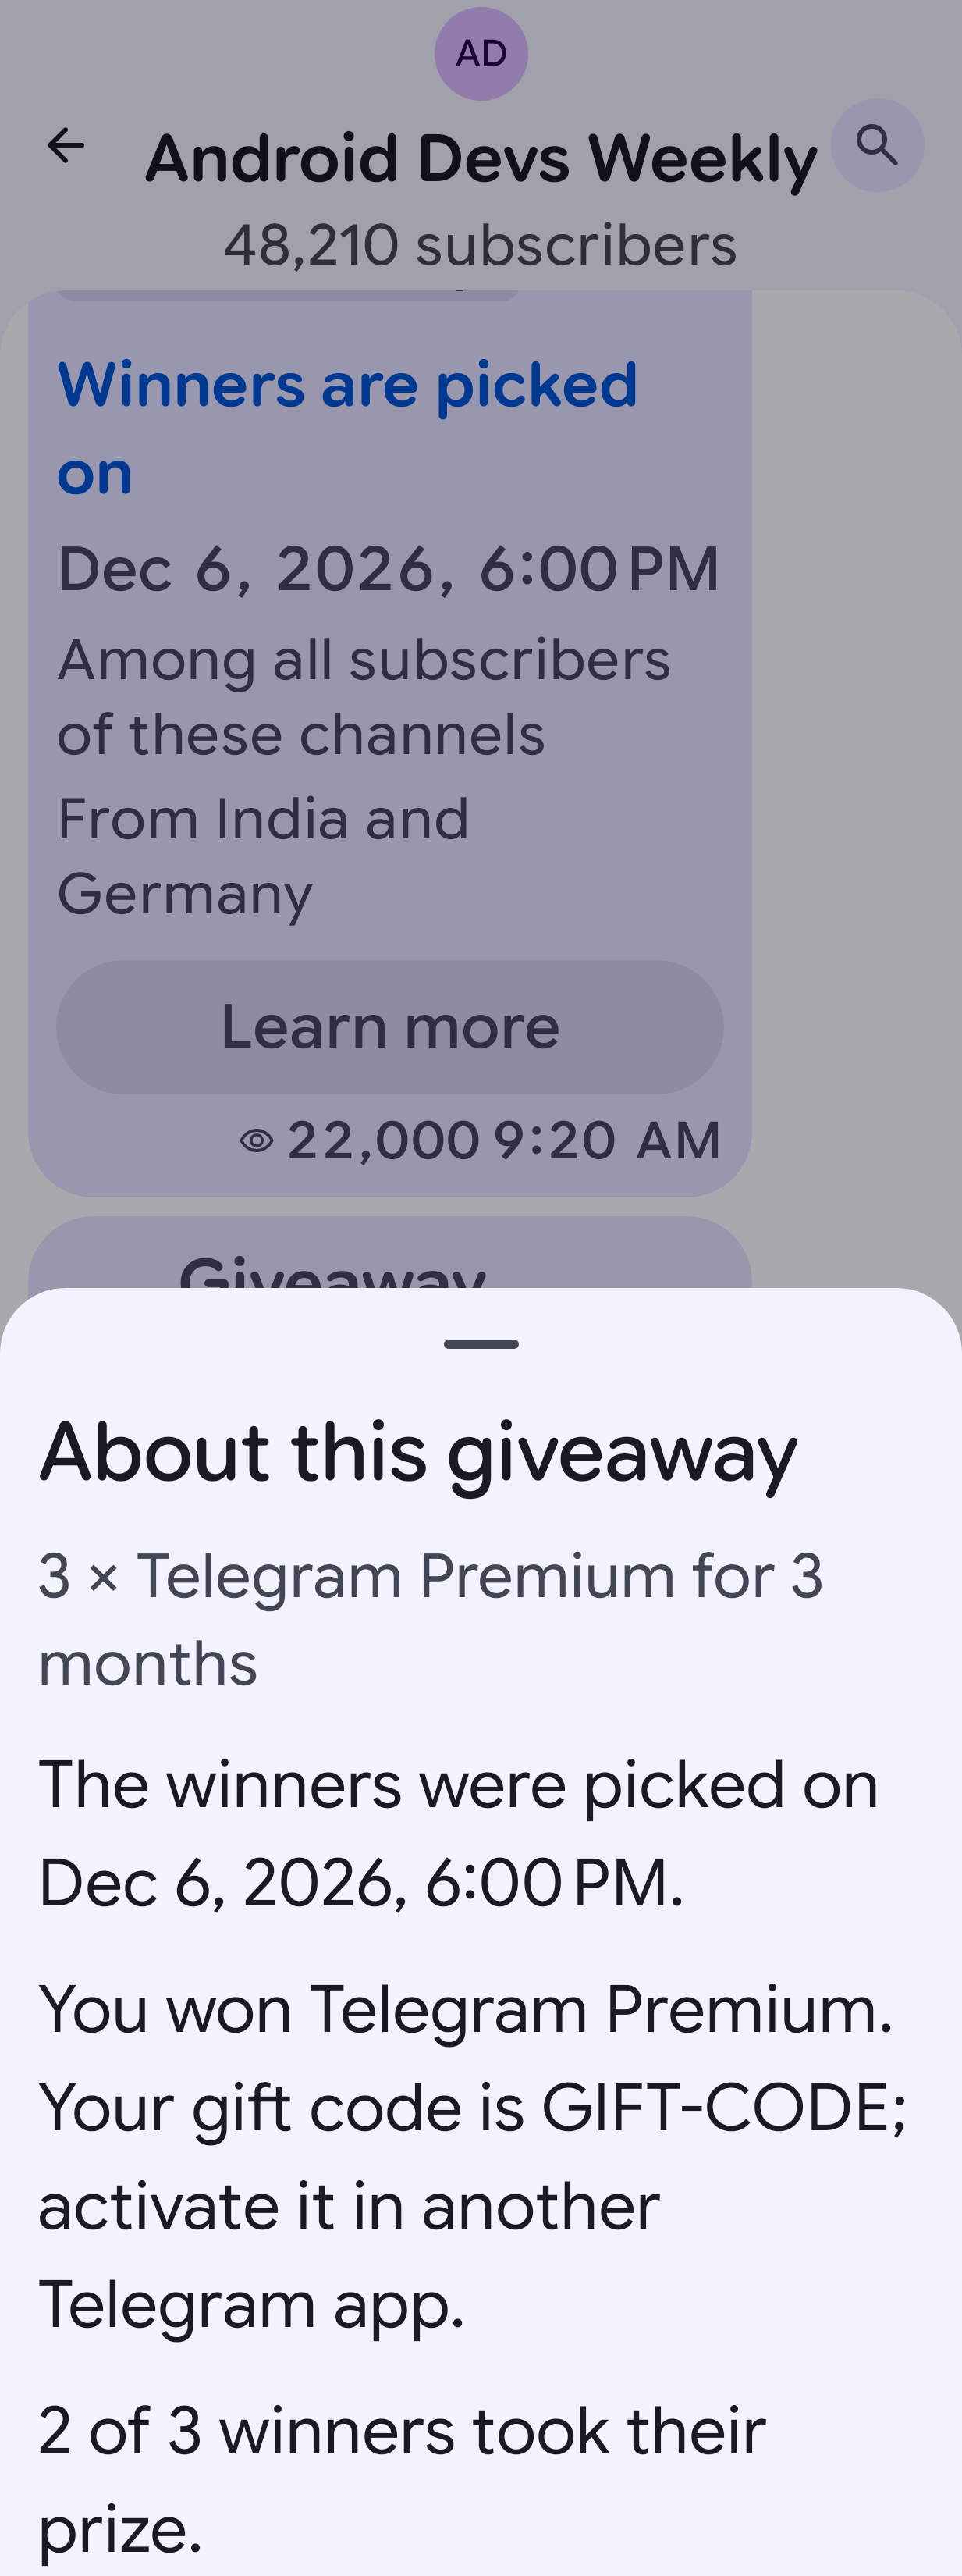 AD
Android Devs Weekly
48,210 subscribers
Winners are picked
on
Dec 6, 2026, 6:00 PM
Among all subscribers
of these channels
From India and
Germany
Learn more
22,000 9:20 AM
Giveaway
About this giveaway
3 × Telegram Premium for 3
months
The winners were picked on
Dec 6, 2026, 6:00 PM.
You won Telegram Premium.
Your gift code is GIFT-CODE;
activate it in another
Telegram app.
2 of 3 winners took their
prize.